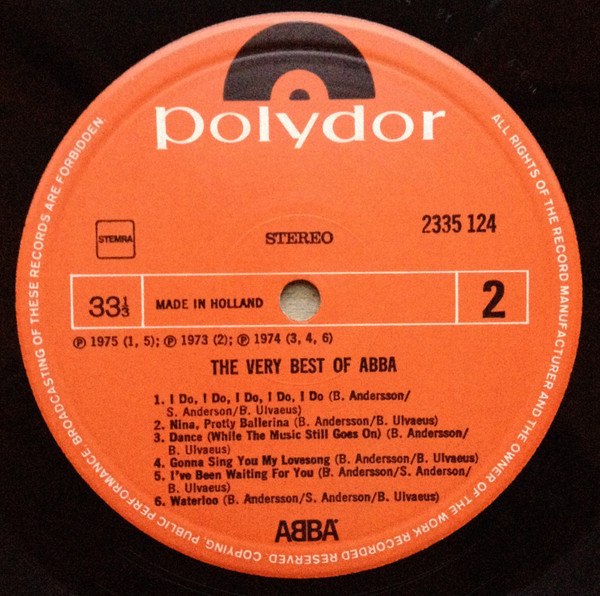 polydor
STEMRA
STEREO
2335 124
33⅓
MADE IN HOLLAND
2
℗ 1975 (1, 5); ℗ 1973 (2); ℗ 1974 (3, 4, 6)
THE VERY BEST OF ABBA
1. I Do, I Do, I Do, I Do, I Do (B. Andersson/
S. Anderson/B. Ulvaeus)
2. Nina, Pretty Ballerina (B. Andersson/B. Ulvaeus)
3. Dance (While The Music Still Goes On) (B. Andersson/
B. Ulvaeus)
4. Gonna Sing You My Lovesong (B. Andersson/B. Ulvaeus)
5. I've Been Waiting For You (B. Andersson/S. Anderson/
B. Ulvaeus)
6. Waterloo (B. Andersson/S. Anderson/B. Ulvaeus)
ABBA
ALL RIGHTS OF THE RECORD MANUFACTURER AND THE OWNER OF THE WORK RECORDED RESERVED. COPYING, PUBLIC PERFORMANCE, BROADCASTING OF THESE RECORDS ARE FORBIDDEN.